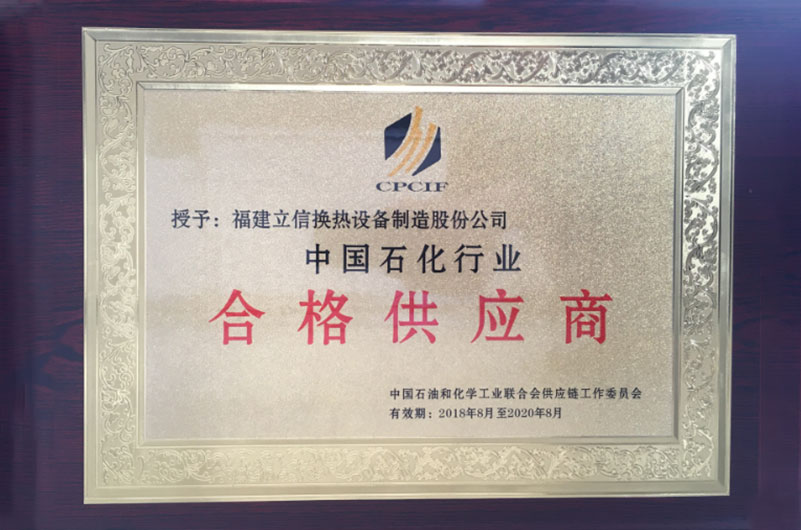 CPCIF
授予：福建立信换热设备制造股份公司
中国石化行业
合格供应商
中国石油和化学工业联合会供应链工作委员会
有效期：2018年8月至2020年8月